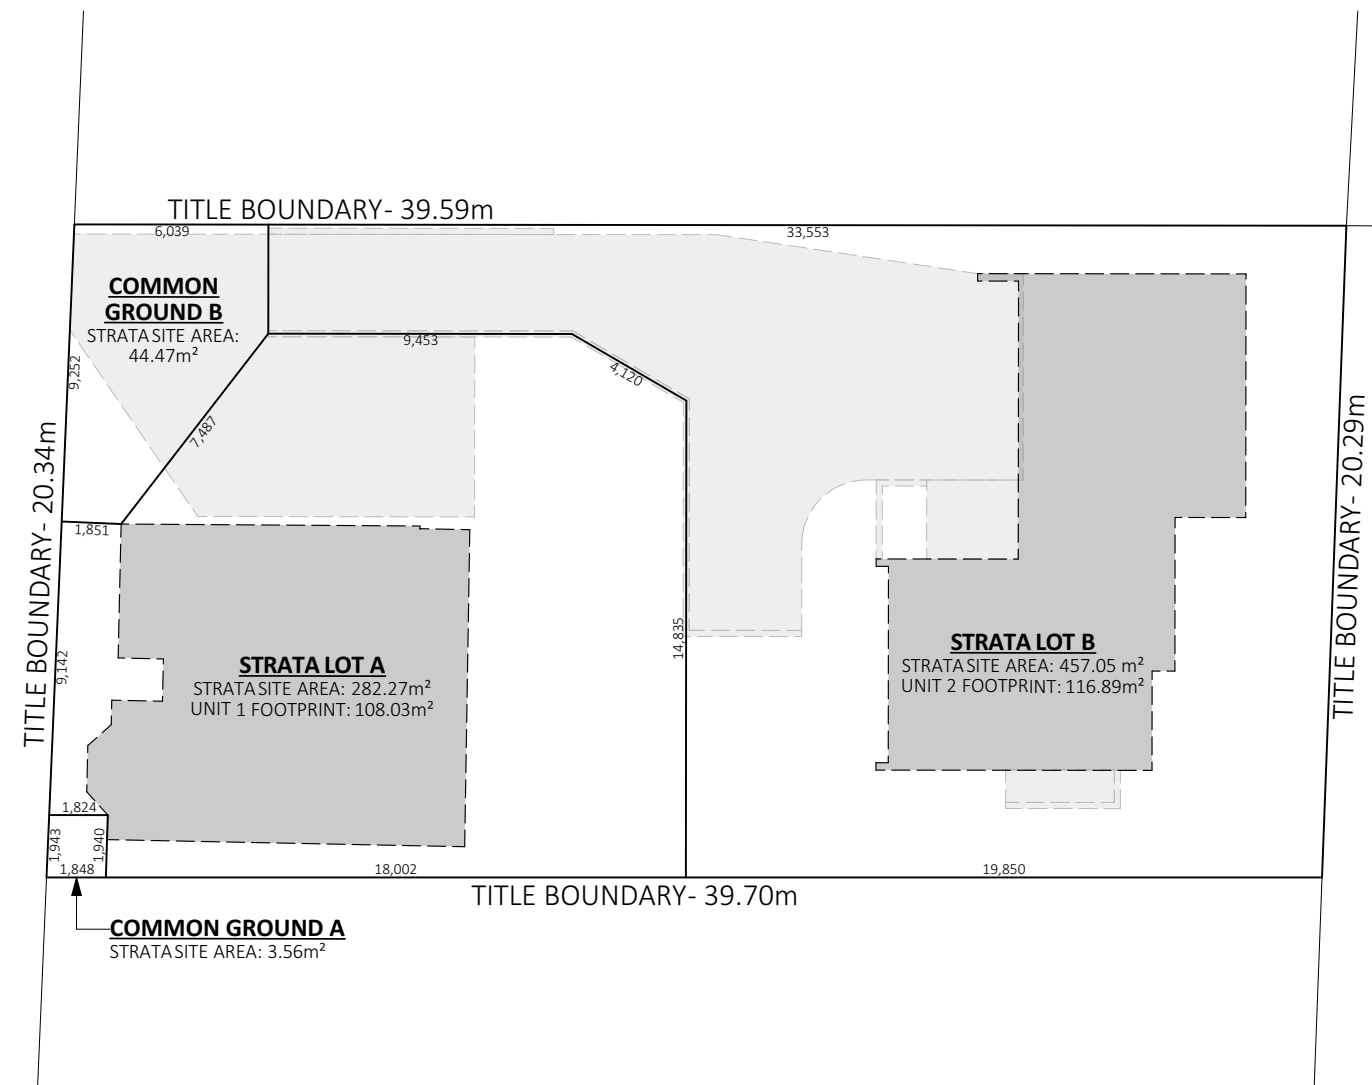 TITLE BOUNDARY- 39.59m
6,039
33,553
COMMON
GROUND B
STRATA SITE AREA:
44.47m²
9,453
4,120
9,252
7,487
TITLE BOUNDARY- 20.34m
TITLE BOUNDARY- 20.29m
1,851
9,142
14,835
STRATA LOT A
STRATA SITE AREA: 282.27m²
UNIT 1 FOOTPRINT: 108.03m²
STRATA LOT B
STRATA SITE AREA: 457.05 m²
UNIT 2 FOOTPRINT: 116.89m²
1,824
1,943
1,940
1,848
18,002
19,850
TITLE BOUNDARY- 39.70m
COMMON GROUND A
STRATA SITE AREA: 3.56m²